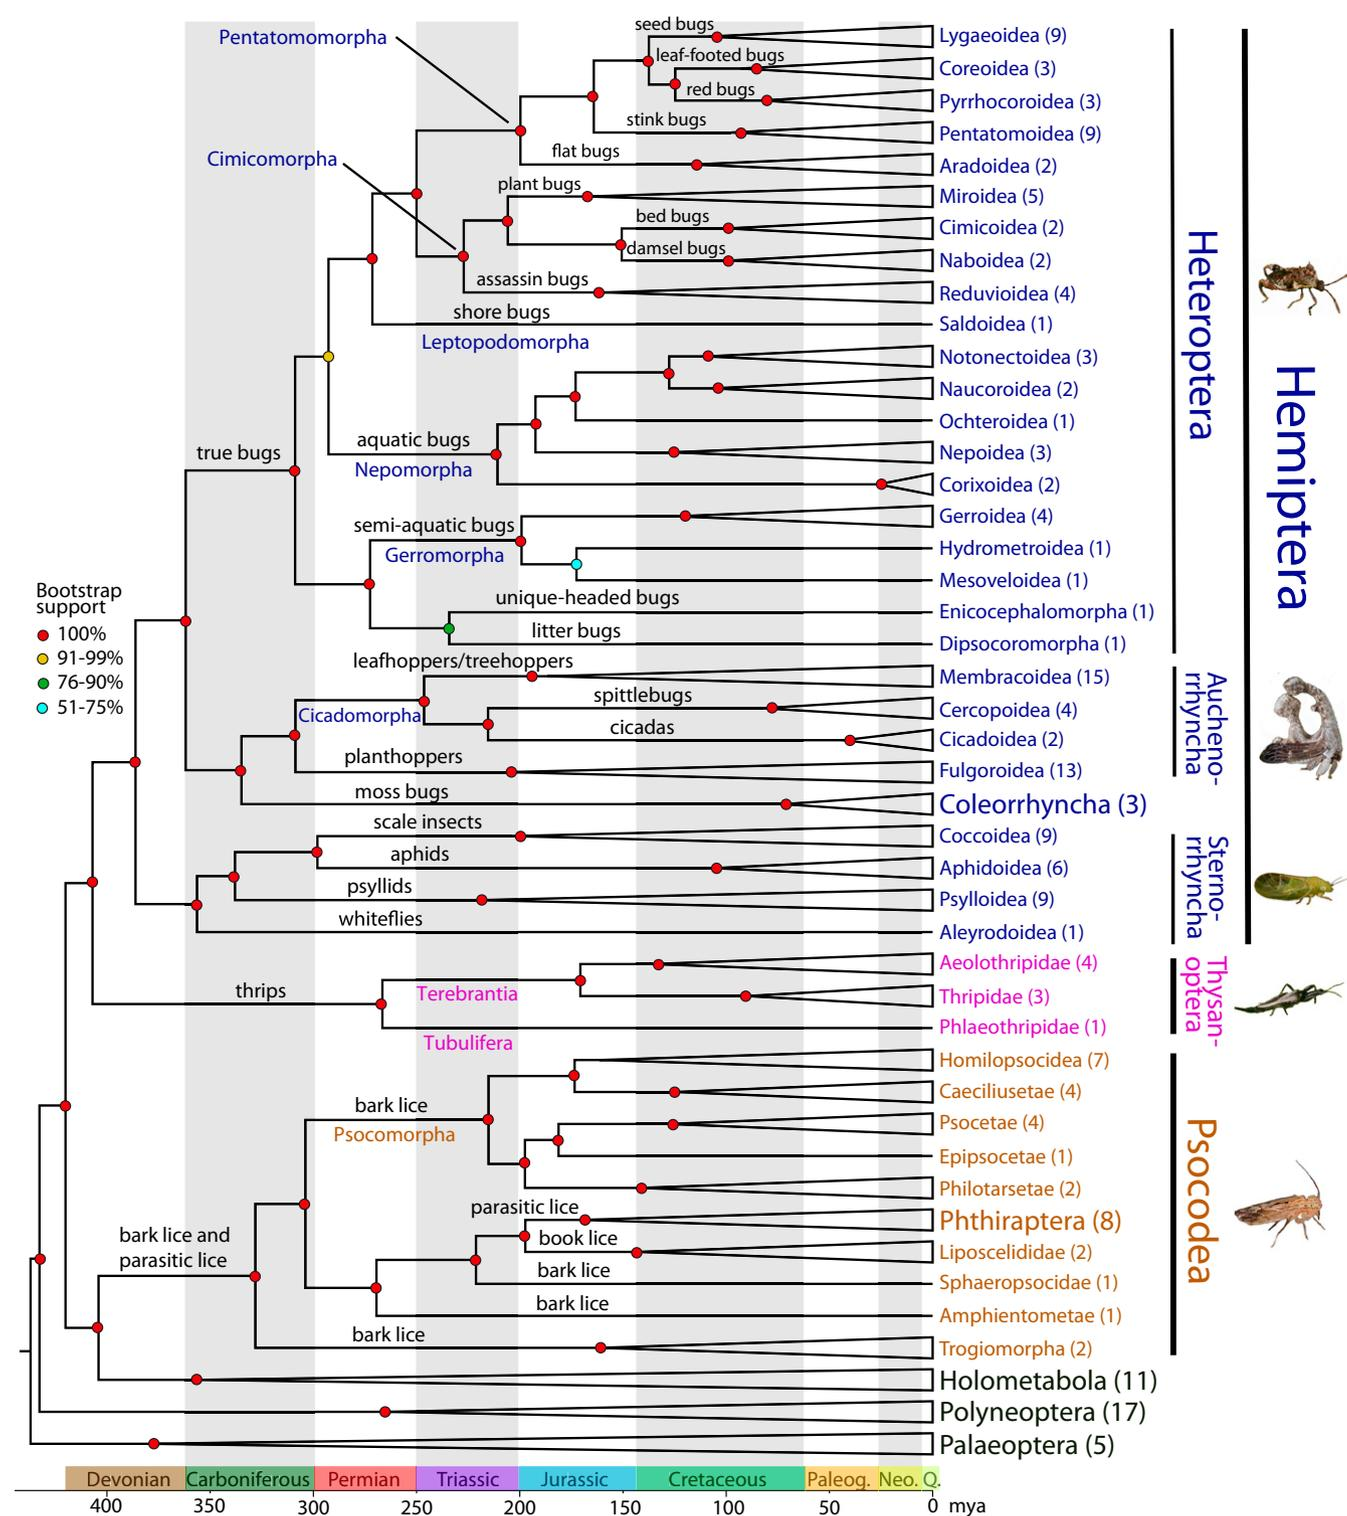 Pentatomomorpha
seed bugs
Lygaeoidea (9)
leaf-footed bugs
Coreoidea (3)
red bugs
Pyrrhocoroidea (3)
stink bugs
Pentatomoidea (9)
Cimicomorpha
flat bugs
Aradoidea (2)
plant bugs
Miroidea (5)
bed bugs
Cimicoidea (2)
damsel bugs
Naboidea (2)
assassin bugs
Reduvioidea (4)
shore bugs
Saldoidea (1)
Leptopodomorpha
Notonectoidea (3)
Naucoroidea (2)
Ochteroidea (1)
true bugs
aquatic bugs
Nepomorpha
Nepoidea (3)
Corixoidea (2)
semi-aquatic bugs
Gerromorpha
Gerroidea (4)
Hydrometroidea (1)
Mesoveloidea (1)
unique-headed bugs
Enicocephalomorpha (1)
litter bugs
Dipsocoromorpha (1)
Heteroptera
Hemiptera
Bootstrap
support
100%
91-99%
76-90%
51-75%
leafhoppers/treehoppers
Membracoidea (15)
Cicadomorpha
spittlebugs
Cercopoidea (4)
cicadas
Cicadoidea (2)
planthoppers
Fulgoroidea (13)
Aucheno-
rrhyncha
moss bugs
Coleorrhyncha (3)
scale insects
Coccoidea (9)
aphids
Aphidoidea (6)
psyllids
Psylloidea (9)
whiteflies
Aleyrodoidea (1)
Sterno-
rrhyncha
thrips
Terebrantia
Aeolothripidae (4)
Thripidae (3)
Tubulifera
Phlaeothripidae (1)
Thysan-
optera
Homilopsocidea (7)
bark lice
Psocomorpha
Caeciliusetae (4)
Psocetae (4)
Epipsocetae (1)
Philotarsetae (2)
bark lice and
parasitic lice
parasitic lice
Phthiraptera (8)
book lice
Liposcelididae (2)
bark lice
Sphaeropsocidae (1)
bark lice
Amphientometae (1)
bark lice
Trogiomorpha (2)
Psocodea
Holometabola (11)
Polyneoptera (17)
Palaeoptera (5)
Devonian Carboniferous Permian Triassic Jurassic Cretaceous Paleog. Neo. Q.
400 350 300 250 200 150 100 50 0 mya